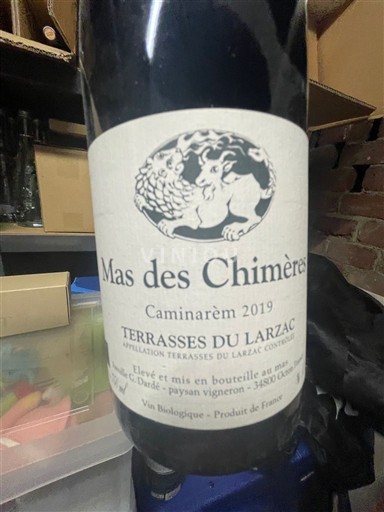 Mas des Chimères
Caminarèm 2019
TERRASSES DU LARZAC
APPELLATION TERRASSES DU LARZAC CONTRÔLÉE
Elevé et mis en bouteille au mas
G. Dardé - paysan vigneron - 34800
Vin Biologique - Produit de France